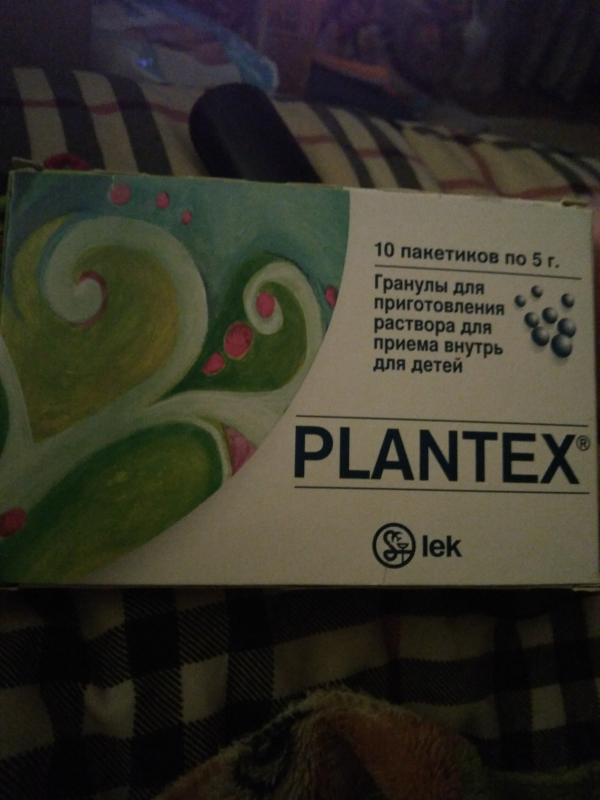 10 пакетиков по 5 г.
Гранулы для
приготовления
раствора для
приема внутрь
для детей
PLANTEX®
lek